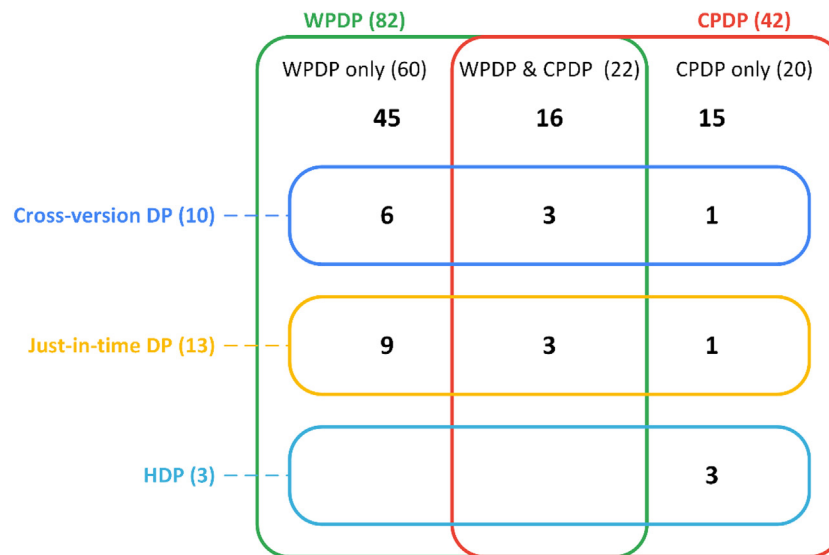 WPDP (82) CPDP (42)
WPDP only (60) WPDP & CPDP (22) CPDP only (20)
45 16 15
Cross-version DP (10) 6 3 1
Just-in-time DP (13) 9 3 1
HDP (3) 3